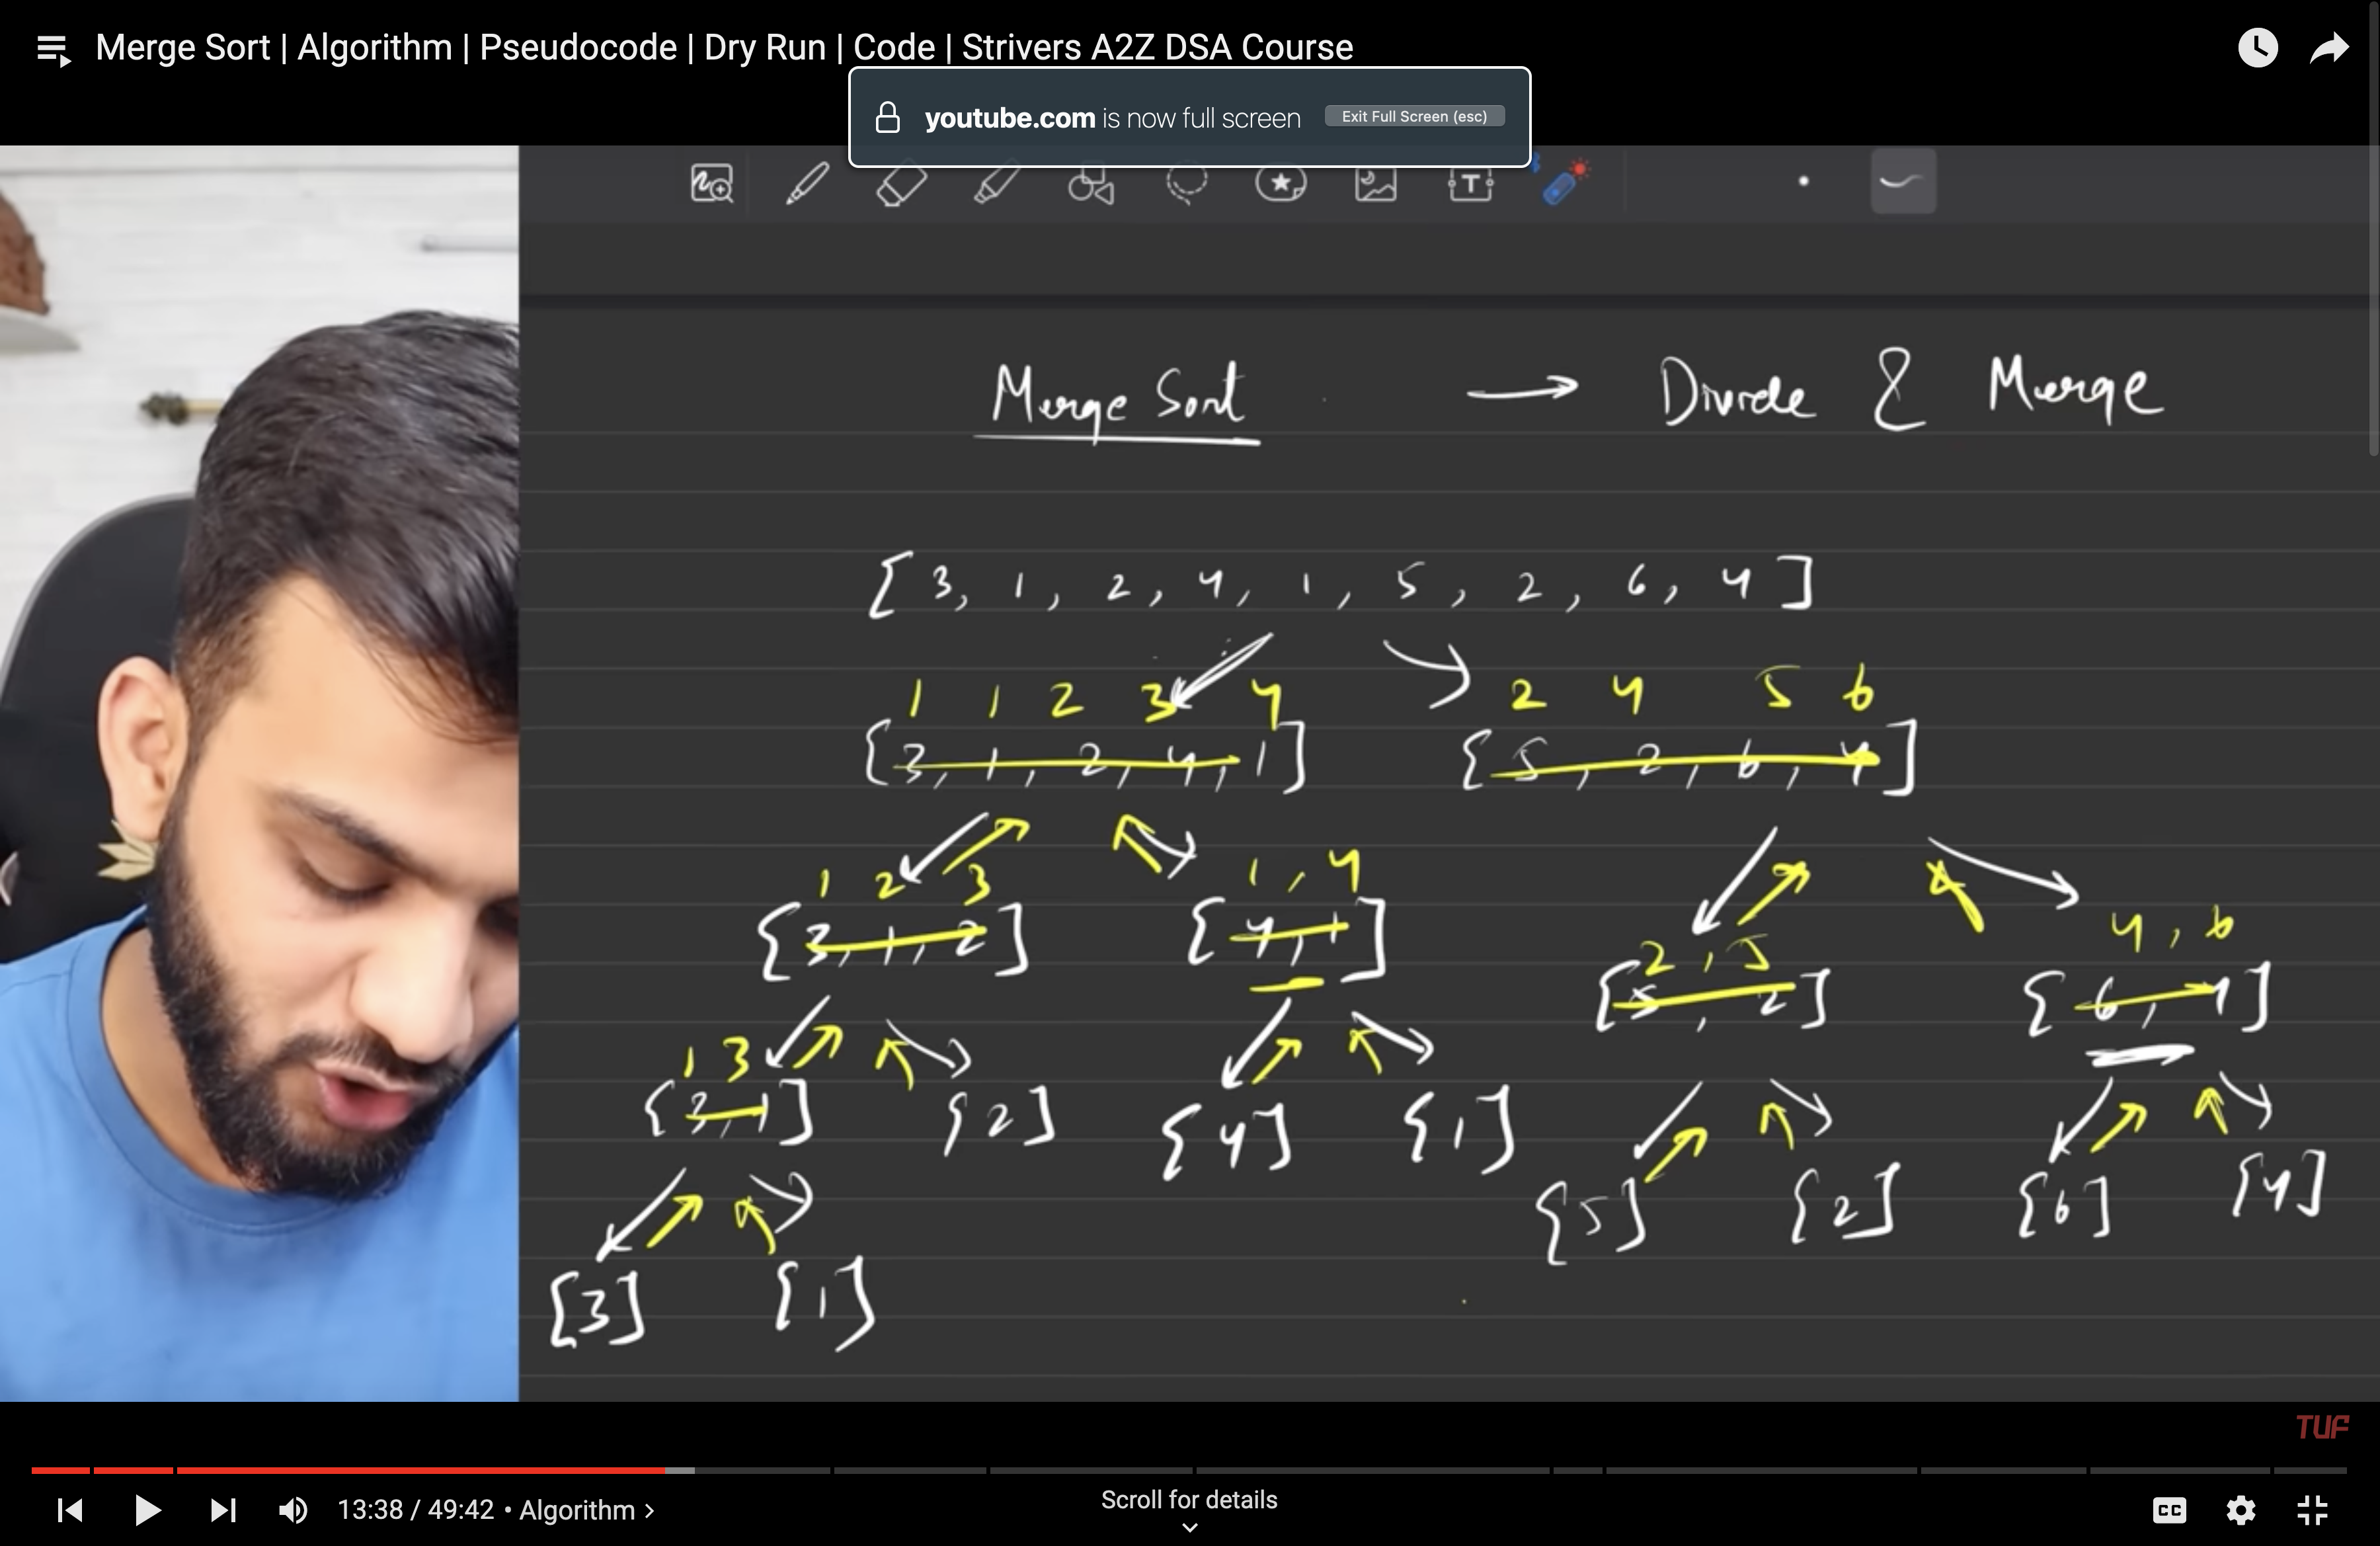 Merge Sort | Algorithm | Pseudocode | Dry Run | Code | Strivers A2Z DSA Course
youtube.com is now full screen Exit Full Screen (esc)
T
Merge Sort → Divide & Merge
[ 3, 1, 2, 4, 1, 5, 2, 6, 4 ]
1 1 2 3 4 2 4 5 6
[3, 1, 2, 4, 1] [5, 2, 6, 4]
1 2 3 1, 4
[3, 1, 2] [4, 1]
2, 5 4, 6
[5, 2] [6, 4]
1 3
[3, 1] [2] [4] [1]
[5] [2] [6] [4]
[3] [1]
TUF
13:38 / 49:42 • Algorithm >
Scroll for details
CC